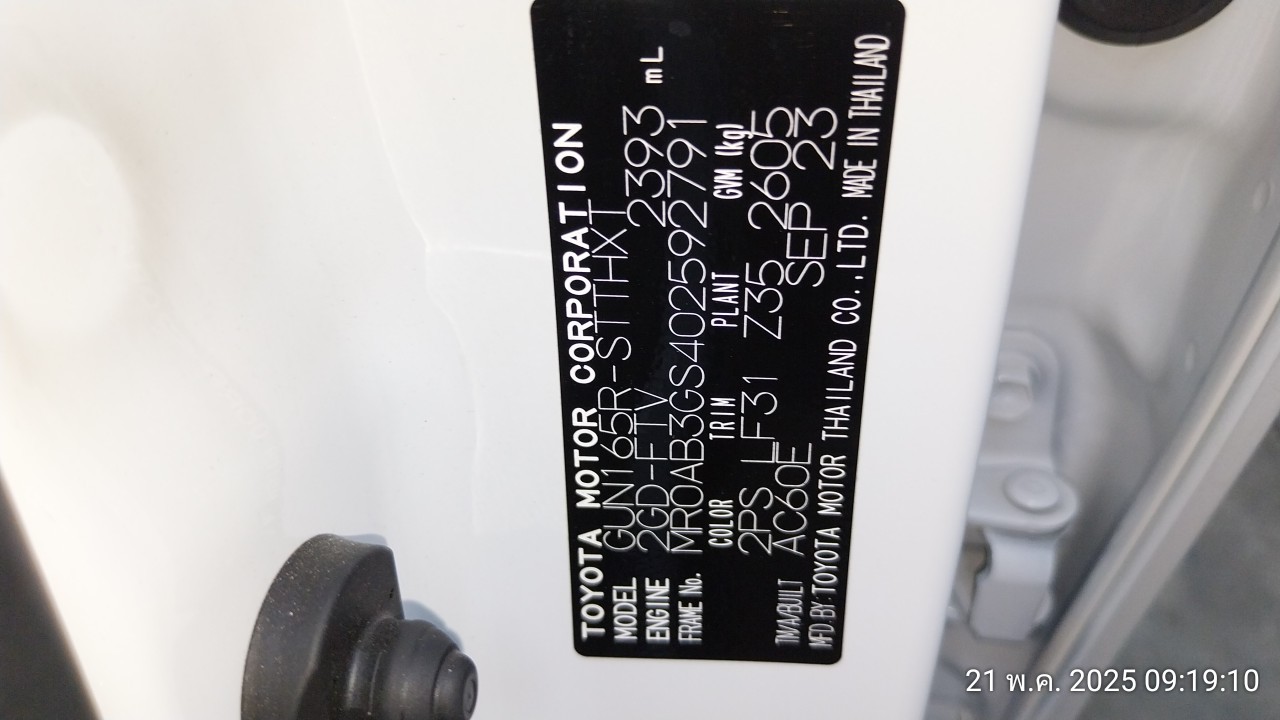 TOYOTA MOTOR CORPORATION
MODEL GUN165R-STTHXT
ENGINE 2GD-FTV 2393 mL
FRAME No. MR0AB3GS402592791
COLOR TRIM PLANT GVM (kg)
2PS LF31 Z35 2605
TM/A/BUILT AC60E SEP 23
MFD.BY:TOYOTA MOTOR THAILAND CO.,LTD. MADE IN THAILAND
21 พ.ค. 2025 09:19:10